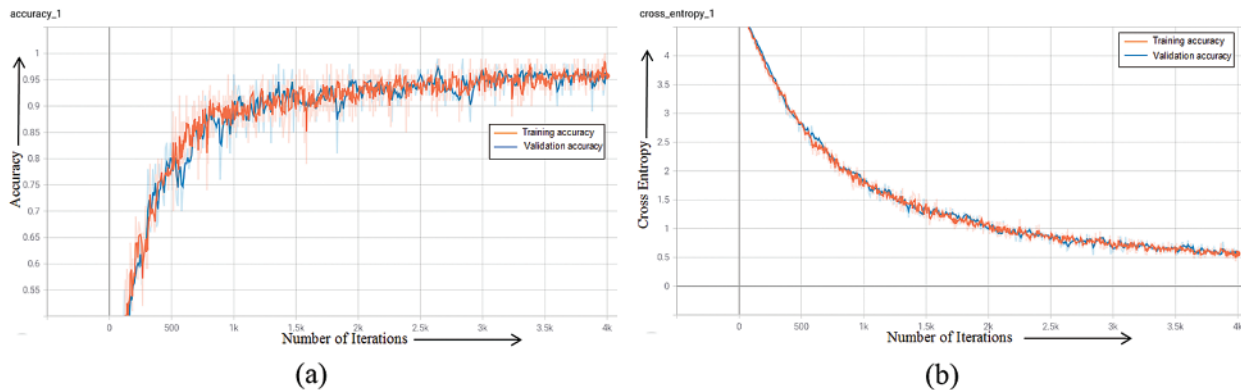 accuracy_1
1
0.95
0.9
0.85
0.8
0.75
0.7
0.65
0.6
0.55
Accuracy
Training accuracy
Validation accuracy
0
500
1k
1.5k
2k
2.5k
3k
3.5k
4k
Number of Iterations
(a)
cross_entropy_1
4
3.5
3
2.5
2
1.5
1
0.5
0
Cross Entropy
Training accuracy
Validation accuracy
0
500
1k
1.5k
2k
2.5k
3k
3.5k
4k
Number of Iterations
(b)